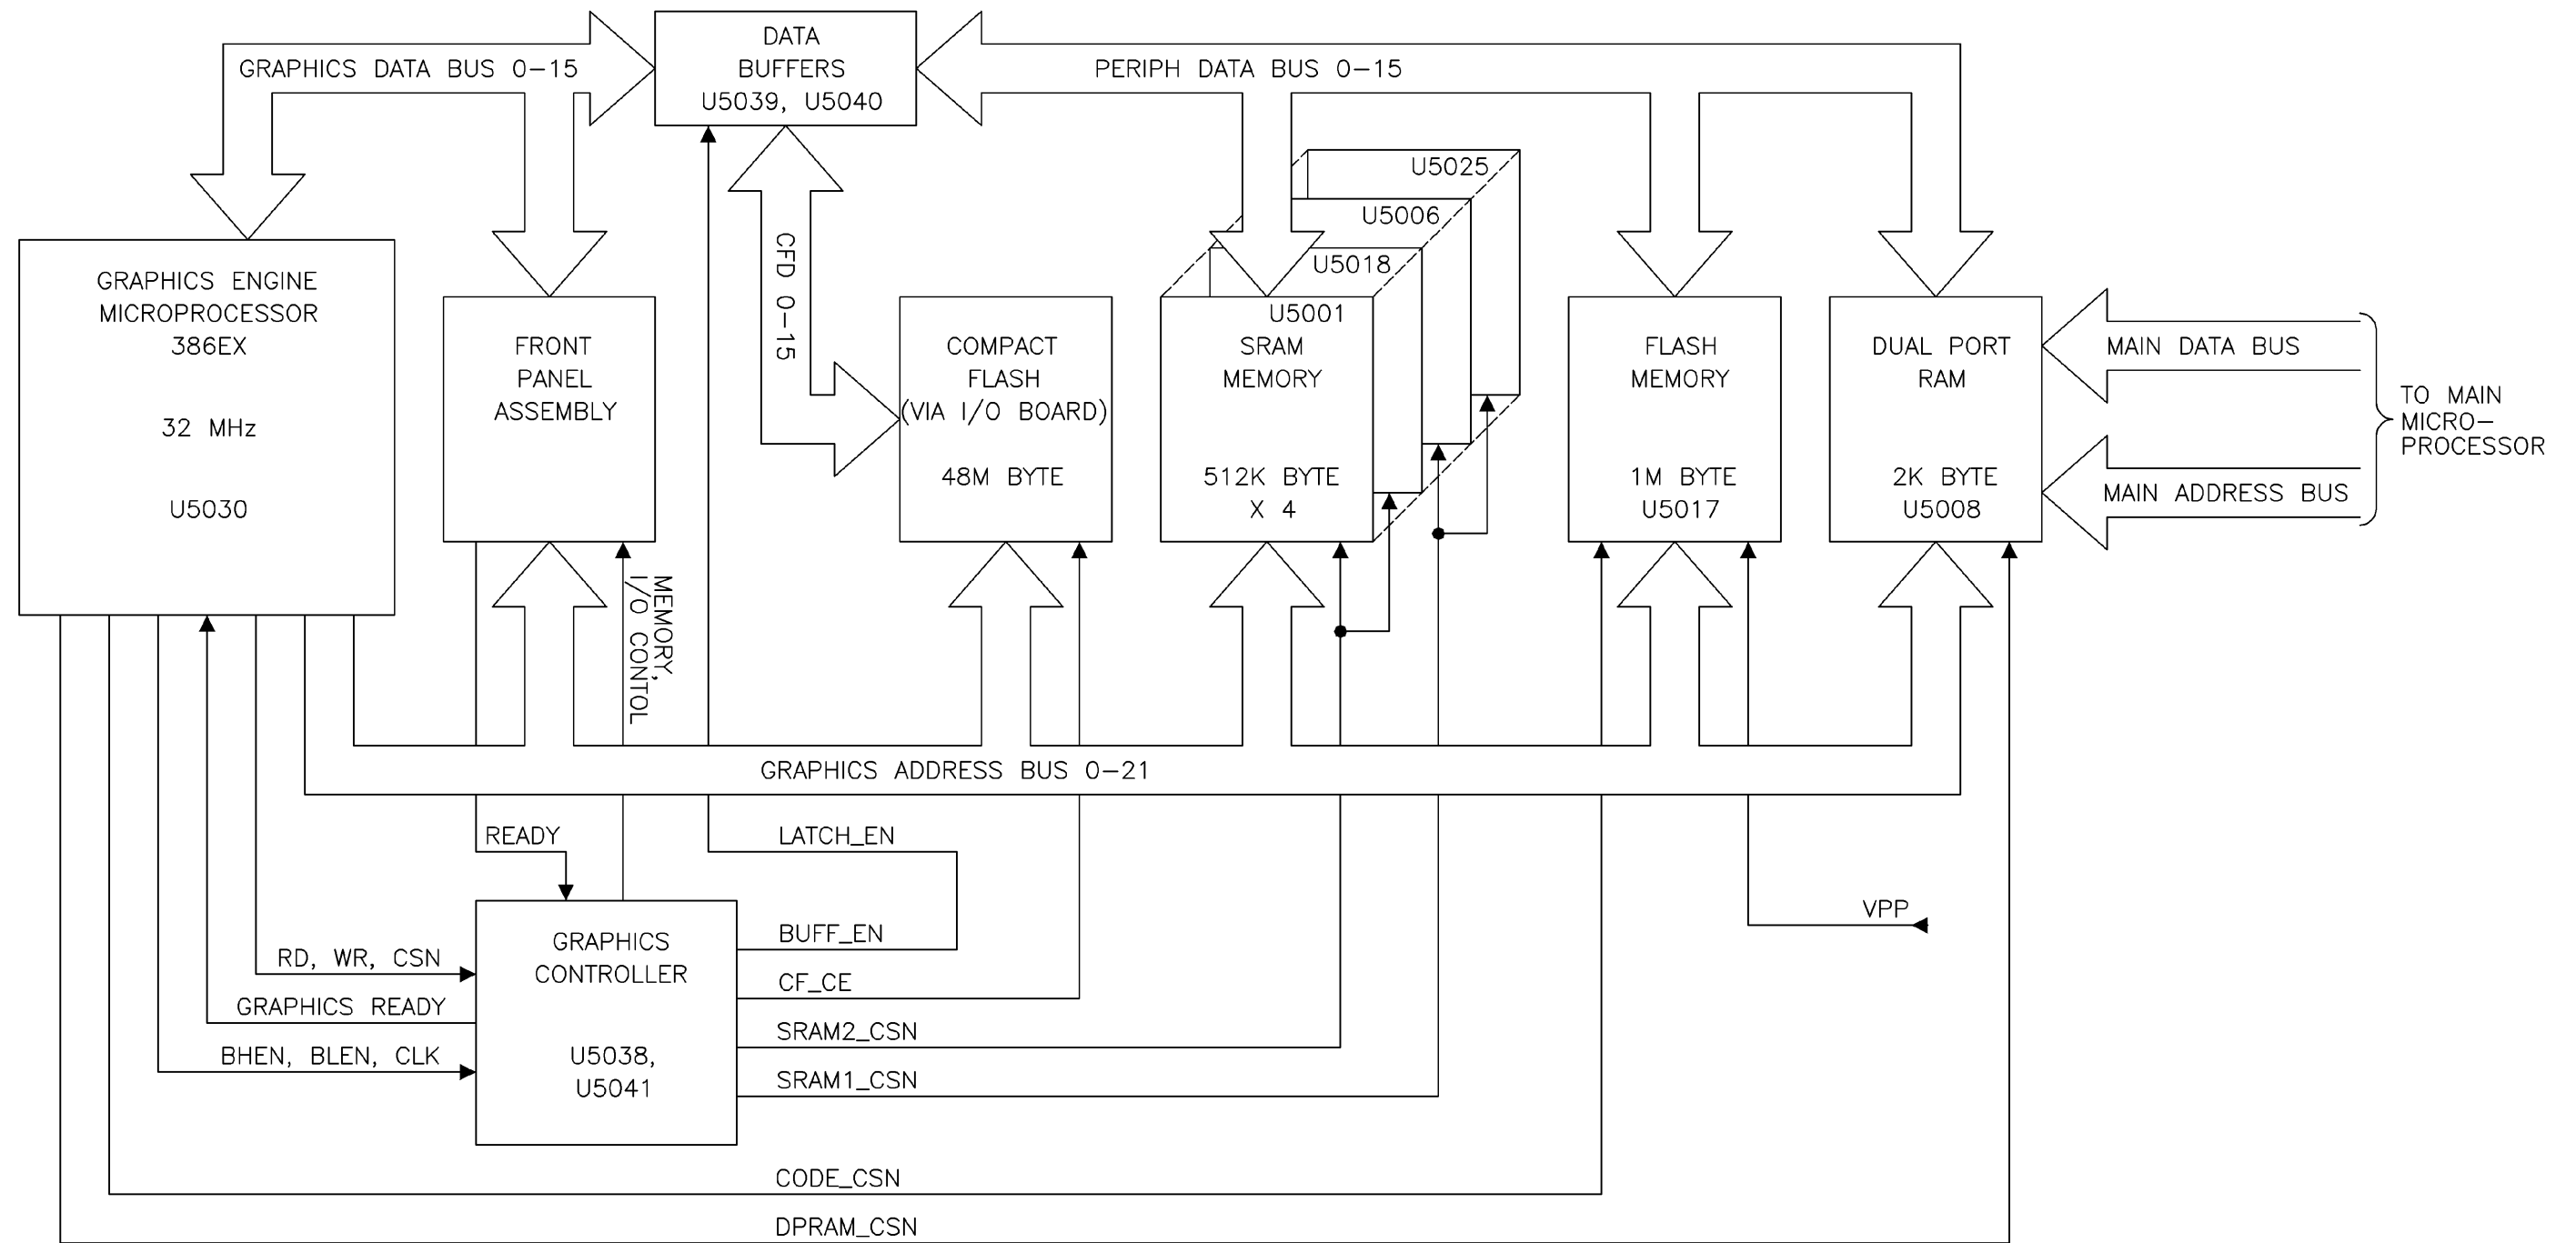 GRAPHICS DATA BUS 0-15
DATA
BUFFERS
U5039, U5040
PERIPH DATA BUS 0-15
GRAPHICS ENGINE
MICROPROCESSOR
386EX
32 MHz
U5030
FRONT
PANEL
ASSEMBLY
CFD 0-15
COMPACT
FLASH
(VIA I/O BOARD)
48M BYTE
U5025
U5006
U5018
U5001
SRAM
MEMORY
512K BYTE
X 4
FLASH
MEMORY
1M BYTE
U5017
DUAL PORT
RAM
2K BYTE
U5008
MAIN DATA BUS
MAIN ADDRESS BUS
TO MAIN
MICRO-
PROCESSOR
MEMORY,
I/O CONTOL
GRAPHICS ADDRESS BUS 0-21
READY
LATCH_EN
BUFF_EN
CF_CE
SRAM2_CSN
SRAM1_CSN
VPP
RD, WR, CSN
GRAPHICS READY
BHEN, BLEN, CLK
GRAPHICS
CONTROLLER
U5038,
U5041
CODE_CSN
DPRAM_CSN